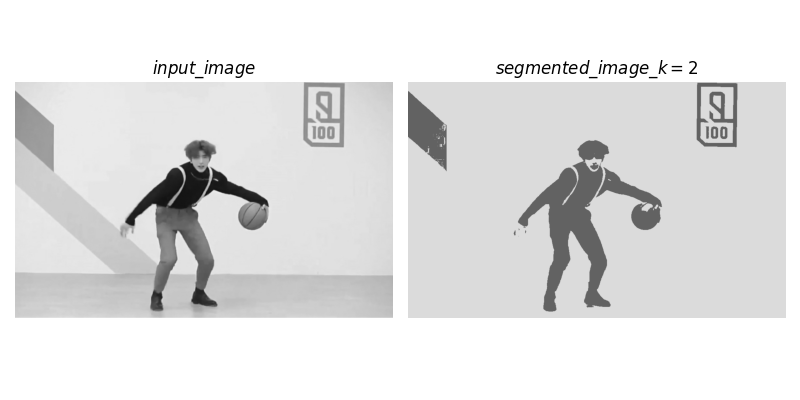 input_image
segmented_image_k = 2
100
100